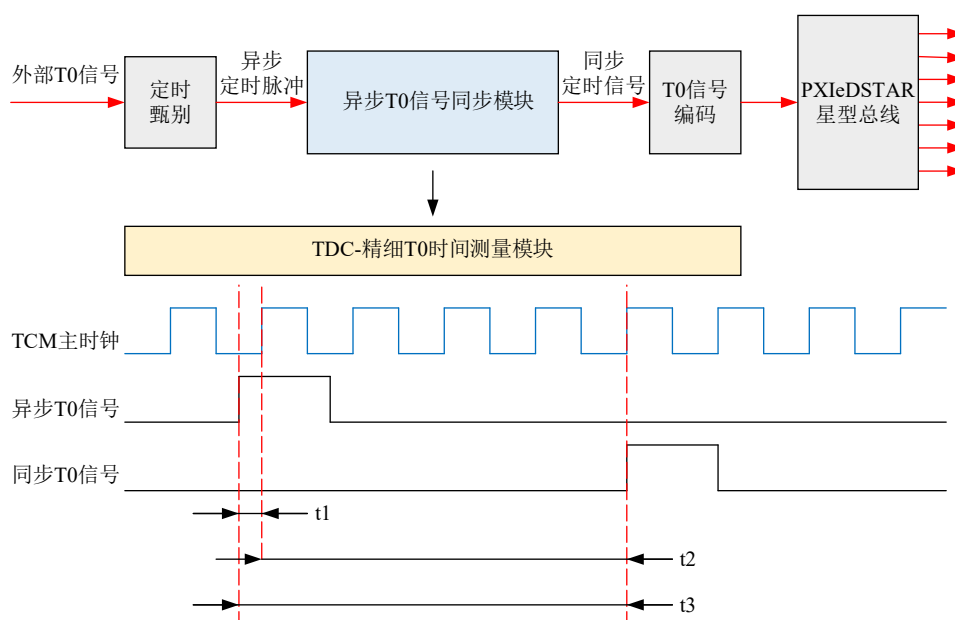 外部T0信号
定时
甄别
异步
定时脉冲
异步T0信号同步模块
同步
定时信号
T0信号
编码
PXIeDSTAR
星型总线
TDC-精细T0时间测量模块
TCM主时钟
异步T0信号
同步T0信号
t1
t2
t3